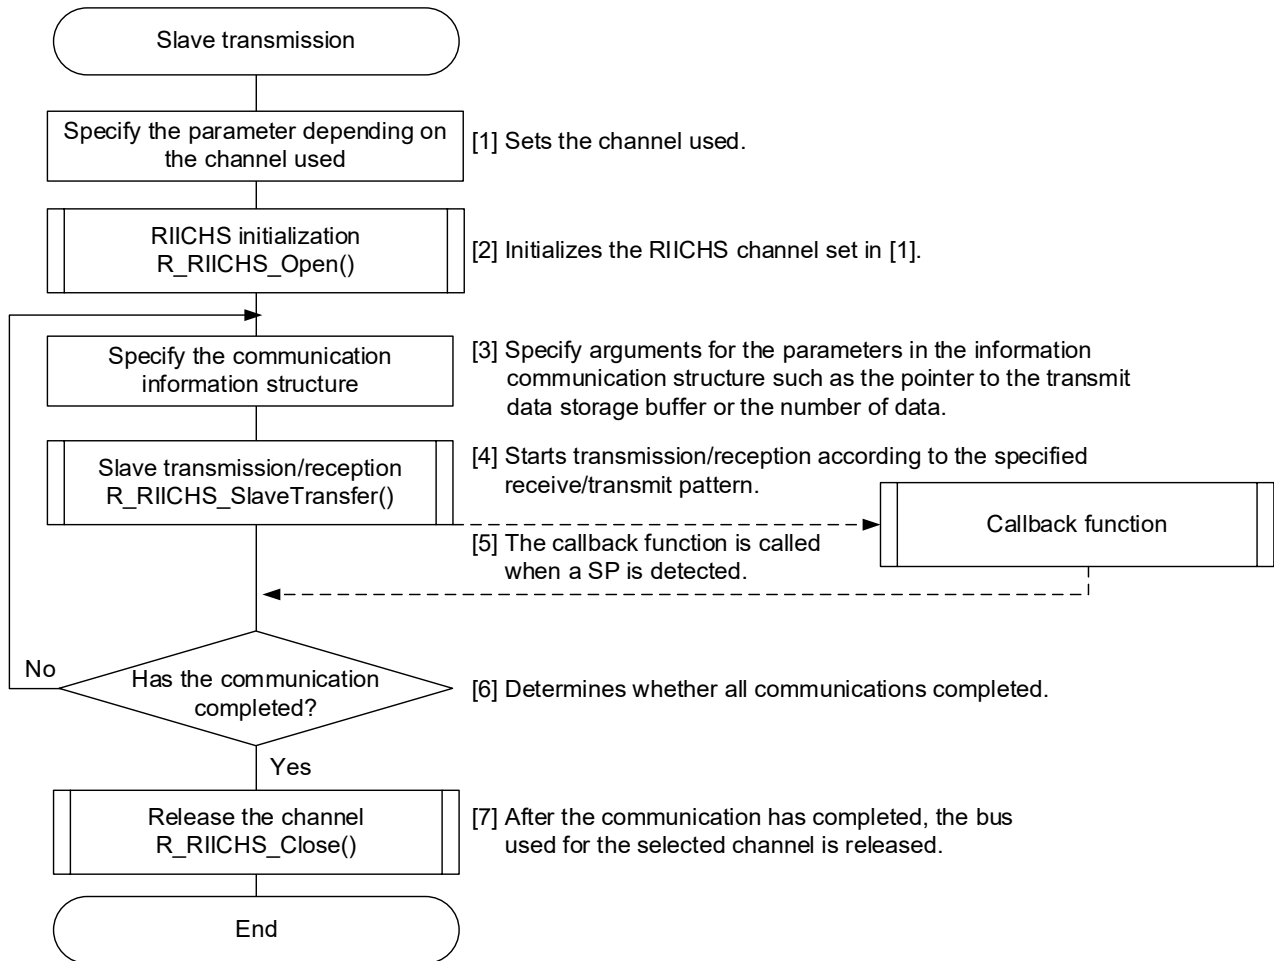 Slave transmission
Specify the parameter depending on
the channel used
[1] Sets the channel used.
RIICHS initialization
R_RIICHS_Open()
[2] Initializes the RIICHS channel set in [1].
Specify the communication
information structure
[3] Specify arguments for the parameters in the information
communication structure such as the pointer to the transmit
data storage buffer or the number of data.
Slave transmission/reception
R_RIICHS_SlaveTransfer()
[4] Starts transmission/reception according to the specified
receive/transmit pattern.
Callback function
[5] The callback function is called
when a SP is detected.
No
Has the communication
completed?
[6] Determines whether all communications completed.
Yes
Release the channel
R_RIICHS_Close()
[7] After the communication has completed, the bus
used for the selected channel is released.
End